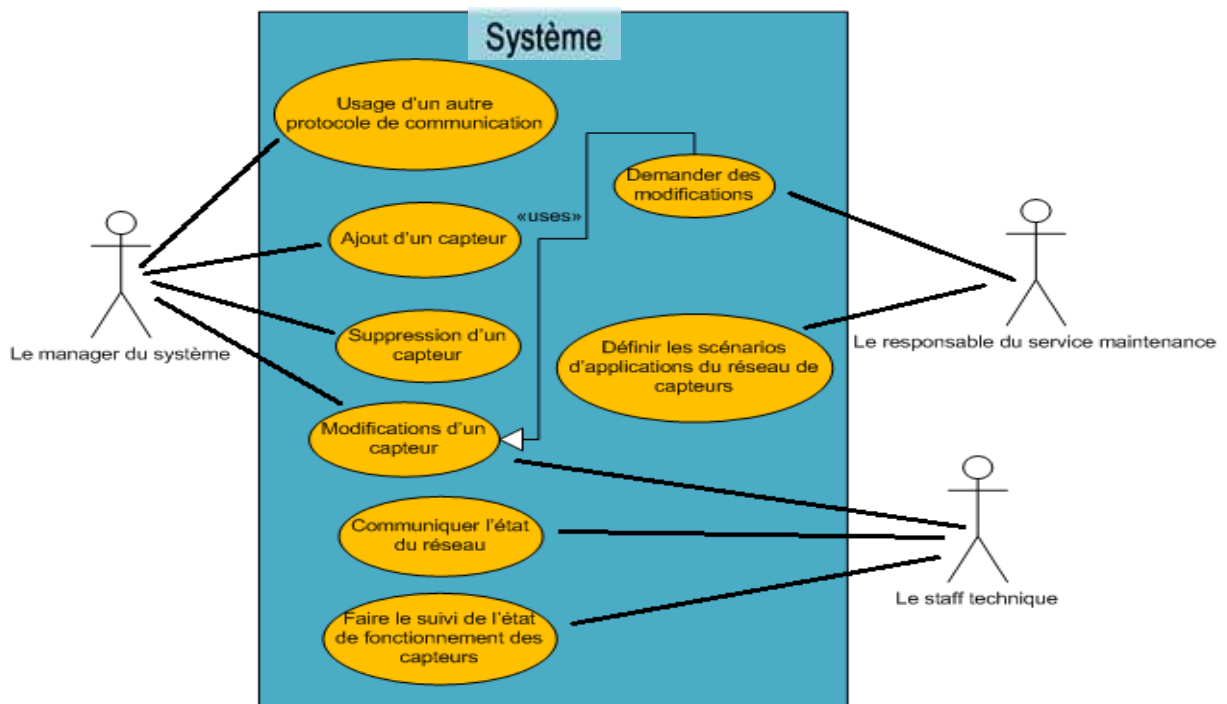 Système
Usage d'un autre
protocole de communication
Demander des
modifications
«uses»
Ajout d'un capteur
Suppression d'un
capteur
Le manager du système
Le responsable du service maintenance
Définir les scénarios
d'applications du réseau de
capteurs
Modifications d'un
capteur
Communiquer l'état
du réseau
Le staff technique
Faire le suivi de l'état
de fonctionnement des
capteurs